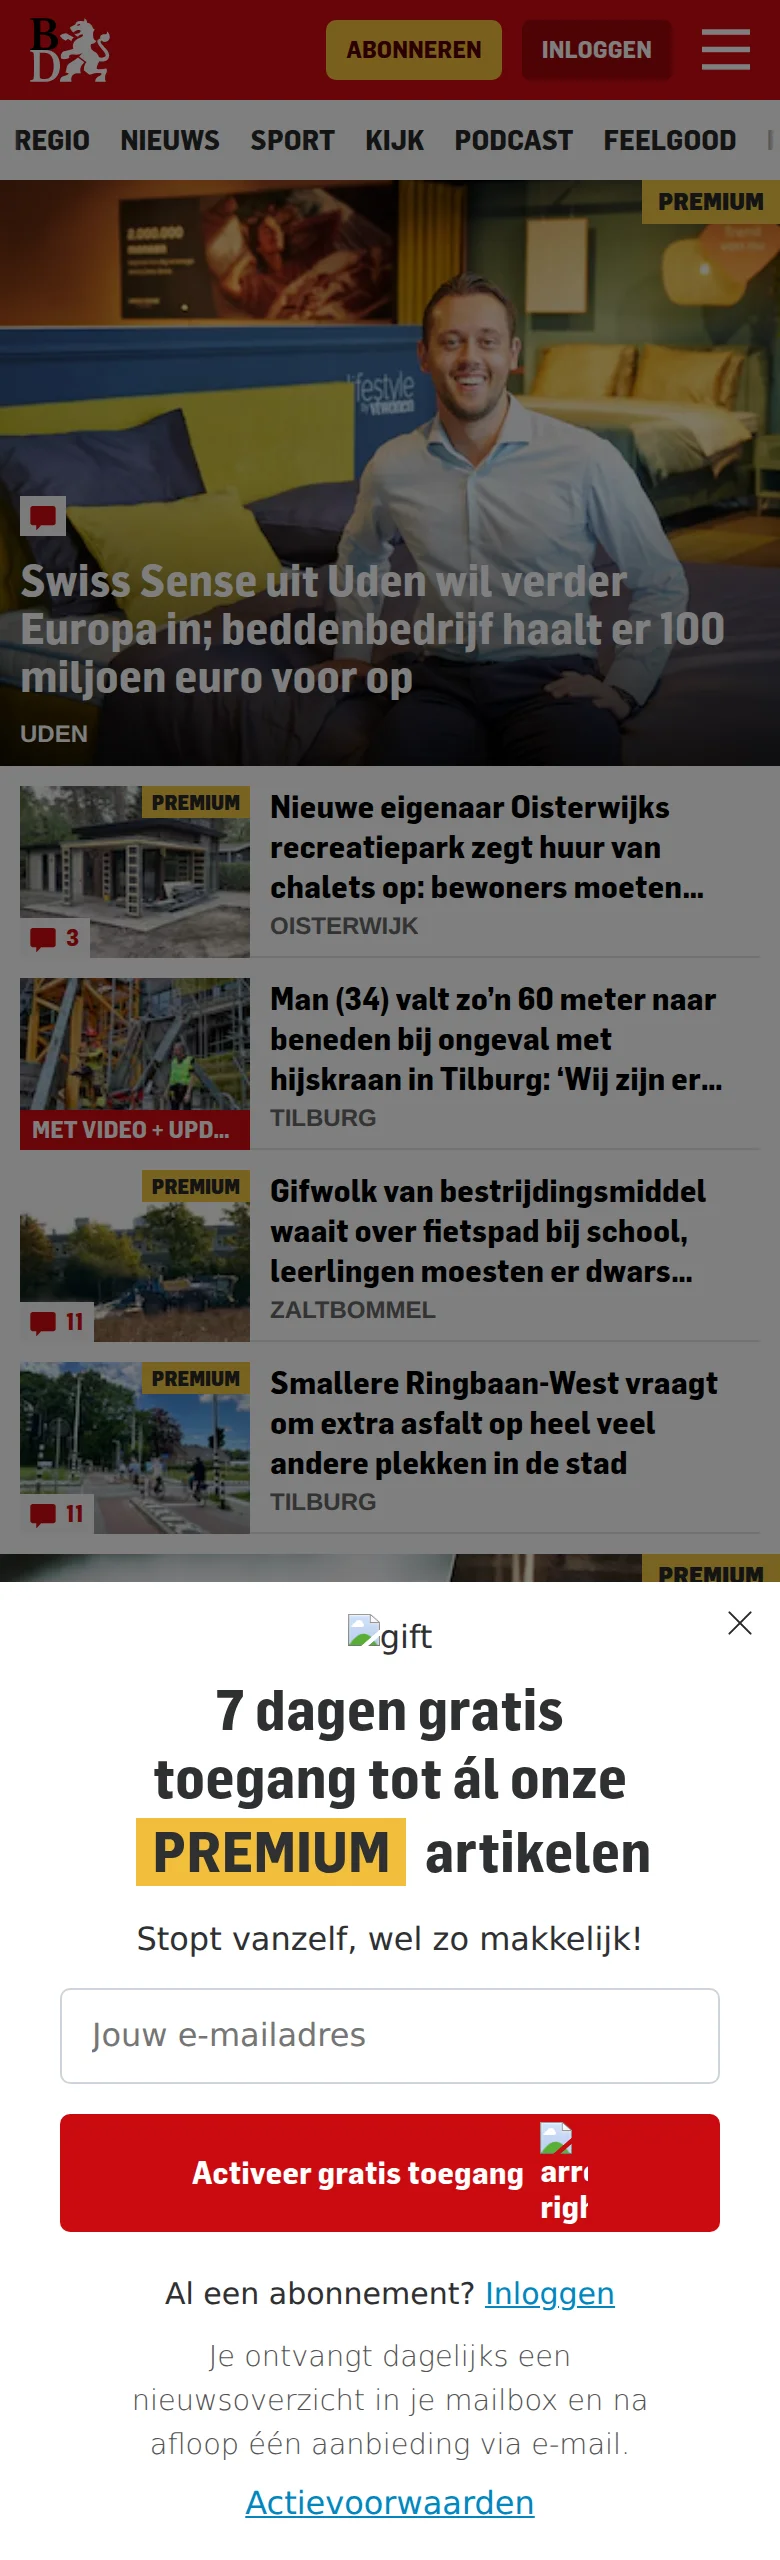 BD
ABONNEREN
INLOGGEN
REGIO NIEUWS SPORT KIJK PODCAST FEELGOOD
PREMIUM
2.000.000
mensen
lifestyle
by vtwonen
Swiss Sense uit Uden wil verder
Europa in; beddenbedrijf haalt er 100
miljoen euro voor op
UDEN
PREMIUM
3
Nieuwe eigenaar Oisterwijks
recreatiepark zegt huur van
chalets op: bewoners moeten...
OISTERWIJK
MET VIDEO + UPD...
Man (34) valt zo’n 60 meter naar
beneden bij ongeval met
hijskraan in Tilburg: ‘Wij zijn er...
TILBURG
PREMIUM
11
Gifwolk van bestrijdingsmiddel
waait over fietspad bij school,
leerlingen moesten er dwars...
ZALTBOMMEL
PREMIUM
11
Smallere Ringbaan-West vraagt
om extra asfalt op heel veel
andere plekken in de stad
TILBURG
PREMIUM
gift
7 dagen gratis
toegang tot ál onze
PREMIUM artikelen
Stopt vanzelf, wel zo makkelijk!
Jouw e-mailadres
Activeer gratis toegang
Al een abonnement? Inloggen
Je ontvangt dagelijks een
nieuwsoverzicht in je mailbox en na
afloop één aanbieding via e-mail.
Actievoorwaarden